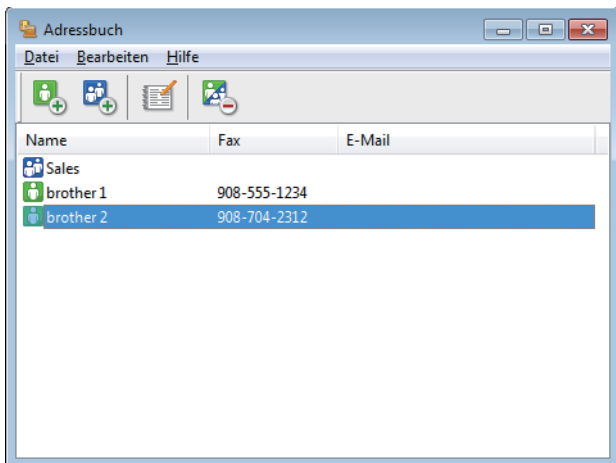 Adressbuch
Datei Bearbeiten Hilfe
Name Fax E-Mail
Sales
brother 1 908-555-1234
brother 2 908-704-2312